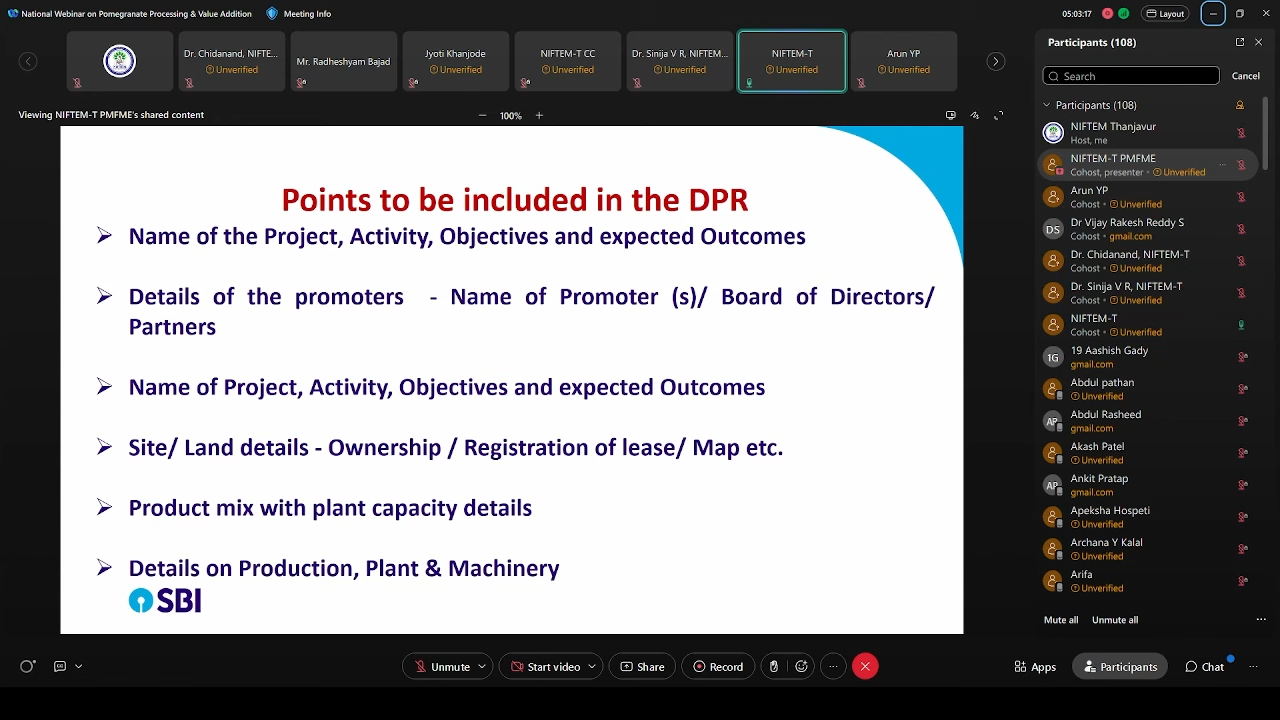 National Webinar on Pomegranate Processing & Value Addition
Meeting Info
05:03:17
Layout
Dr. Chidanand, NIFTE...
Unverified
Mr. Radheshyam Bajad
Jyoti Khanjode
Unverified
NIFTEM-T CC
Unverified
Dr. Sinija V R, NIFTEM...
Unverified
NIFTEM-T
Unverified
Arun YP
Unverified
Viewing NIFTEM-T PMFME's shared content
100%
Points to be included in the DPR
Name of the Project, Activity, Objectives and expected Outcomes
Details of the promoters - Name of Promoter (s)/ Board of Directors/
Partners
Name of Project, Activity, Objectives and expected Outcomes
Site/ Land details - Ownership / Registration of lease/ Map etc.
Product mix with plant capacity details
Details on Production, Plant & Machinery
SBI
Participants (108)
Search
Cancel
Participants (108)
NIFTEM Thanjavur
Host, me
NIFTEM-T PMFME
Cohost, presenter • Unverified
Arun YP
Cohost • Unverified
DS
Dr Vijay Rakesh Reddy S
Cohost • gmail.com
Dr. Chidanand, NIFTEM-T
Cohost • Unverified
Dr. Sinija V R, NIFTEM-T
Cohost • Unverified
NIFTEM-T
Cohost • Unverified
1G
19 Aashish Gady
gmail.com
Abdul pathan
Unverified
AR
Abdul Rasheed
gmail.com
Akash Patel
Unverified
AP
Ankit Pratap
gmail.com
Apeksha Hospeti
Unverified
Archana Y Kalal
Unverified
Arifa
Unverified
Mute all
Unmute all
Unmute
Start video
Share
Record
Apps
Participants
Chat